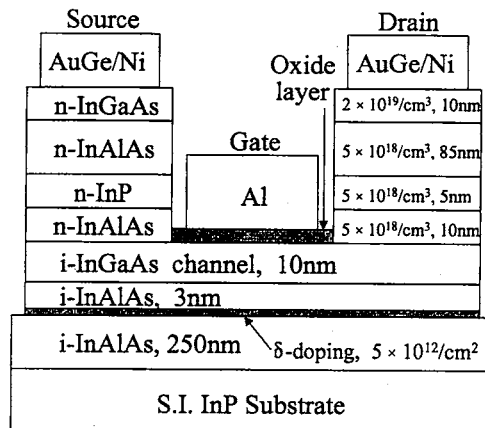 Source
Drain
AuGe/Ni
Oxide
layer
AuGe/Ni
n-InGaAs
2 × 10¹⁹/cm³, 10nm
n-InAlAs
Gate
5 × 10¹⁸/cm³, 85nm
n-InP
Al
5 × 10¹⁸/cm³, 5nm
n-InAlAs
5 × 10¹⁸/cm³, 10nm
i-InGaAs channel, 10nm
i-InAlAs, 3nm
i-InAlAs, 250nm
δ-doping, 5 × 10¹²/cm²
S.I. InP Substrate